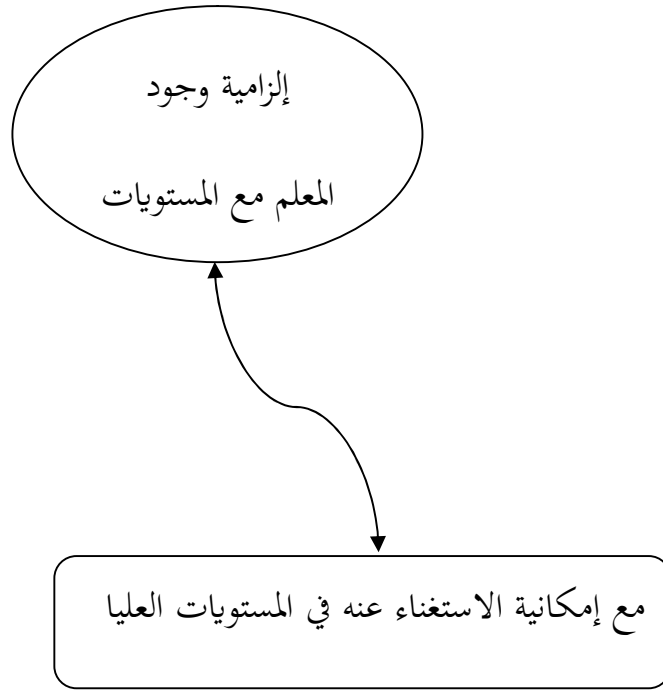 إلزامية وجود
المعلم مع المستويات
مع إمكانية الاستغناء عنه في المستويات العليا